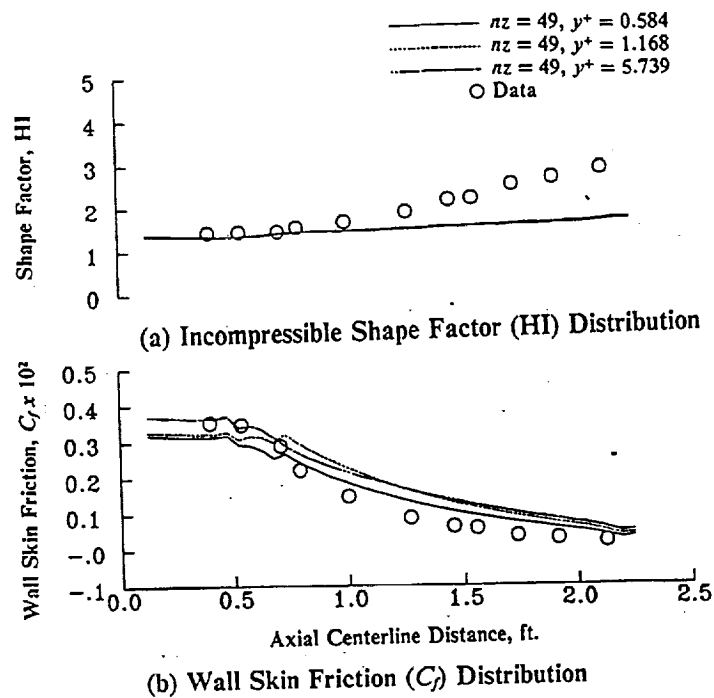 nz = 49, y⁺ = 0.584
nz = 49, y⁺ = 1.168
nz = 49, y⁺ = 5.739
Data
5
4
3
2
1
0
Shape Factor, HI
(a) Incompressible Shape Factor (HI) Distribution
0.5
0.4
0.3
0.2
0.1
-.0
-.1
Wall Skin Friction, C_f x 10²
0.0 0.5 1.0 1.5 2.0 2.5
Axial Centerline Distance, ft.
(b) Wall Skin Friction (C_f) Distribution